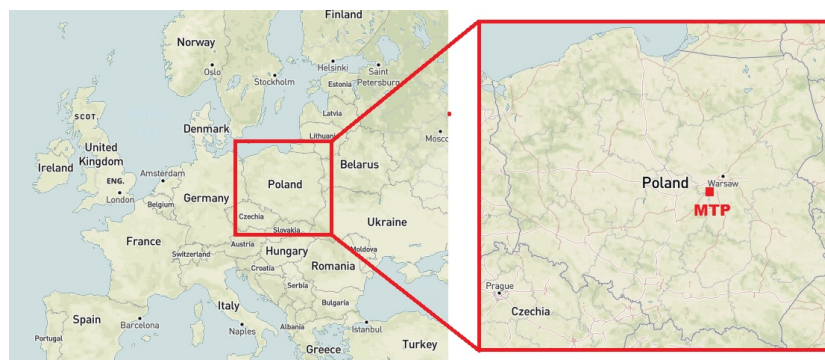 Finland
Norway
Oslo
Helsinki
Saint
Petersburg
Stockholm
Estonia
SCOT.
Latvia
Mosc
Denmark
Lithuania
United
Kingdom
Ireland
ENG.
Amsterdam
Belarus
London
Poland
Germany
Belgium
Czechia
Ukraine
Slovakia
France
Austria
Moldova
Switzerland
Hungary
Croatia
Romania
Serbia
Italy
Bulgaria
Spain
Barcelona
Portugal
Naples
Albania
Istanbul
Greece
Turkey
Poland
Warsaw
MTP
Prague
Czechia